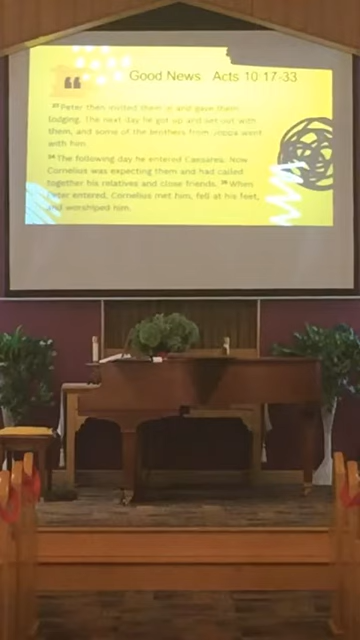 Good News Acts 10 17-33
23 Peter then invited them in and gave them
lodging. The next day he got up and set out with
them, and some of the brothers from Joppa went
with him.
24 The following day he entered Caesarea. Now
Cornelius was expecting them and had called
together his relatives and close friends. 25 When
Peter entered, Cornelius met him, fell at his feet,
and worshiped him.